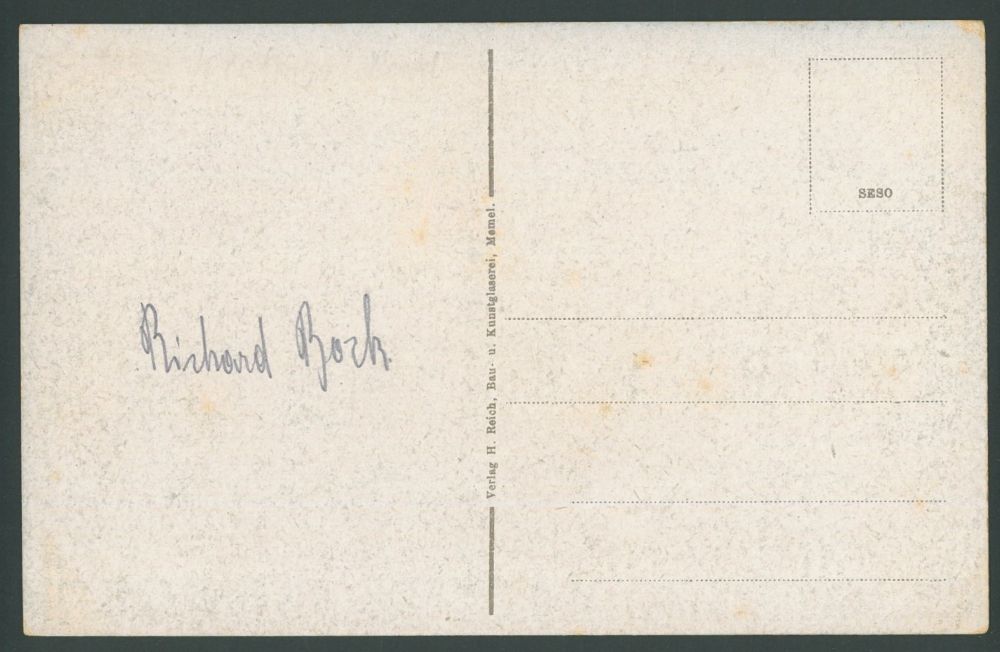 Richard Bock
Verlag H. Reich, Bau- u. Kunstglaserei, Memel.
SESO